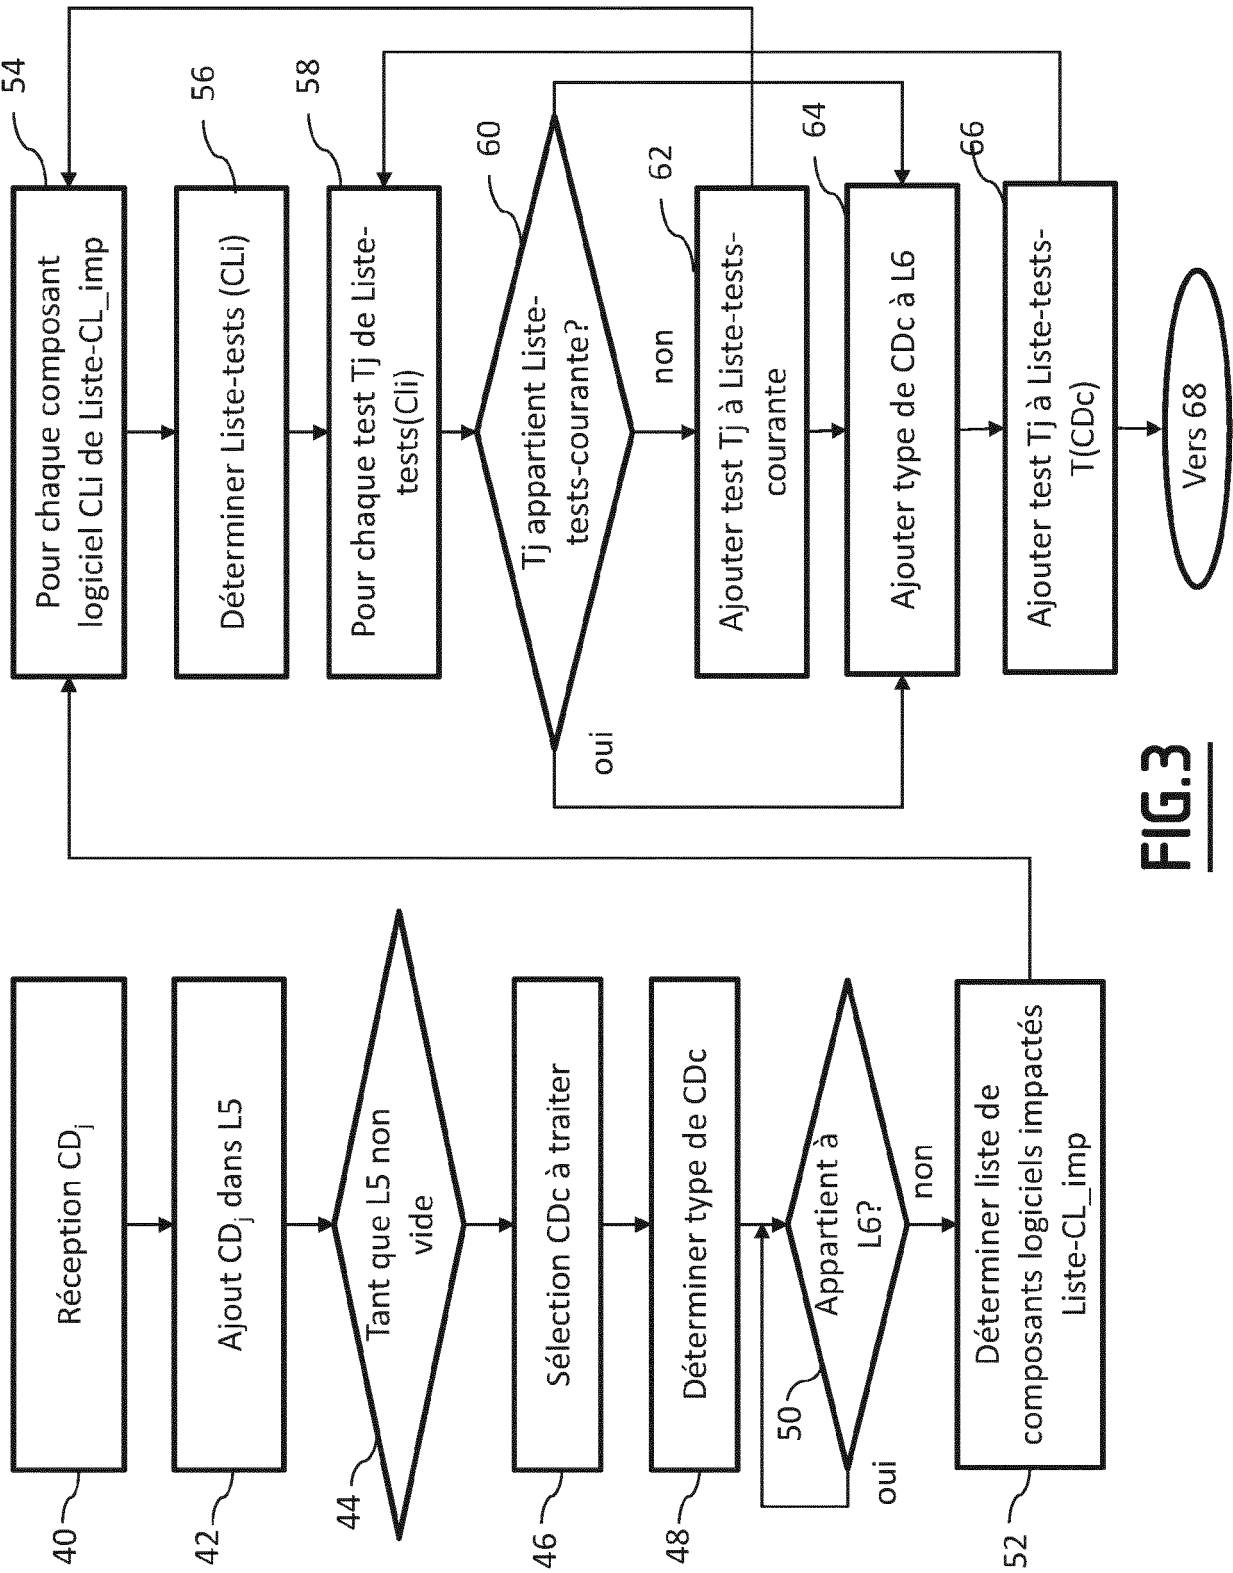 40
Réception CDj
42
Ajout CDj dans L5
44
Tant que L5 non
vide
46
Sélection CDc à traiter
48
Déterminer type de CDc
50
Appartient à
L6?
oui
non
52
Déterminer liste de
composants logiciels impactés
Liste-CL_imp
54
Pour chaque composant
logiciel CLi de Liste-CL_imp
56
Déterminer Liste-tests (CLi)
58
Pour chaque test Tj de Liste-
tests(Cli)
60
Tj appartient Liste-
tests-courante?
oui
non
62
Ajouter test Tj à Liste-tests-
courante
64
Ajouter type de CDc à L6
66
Ajouter test Tj à Liste-tests-
T(CDc)
Vers 68
FIG.3